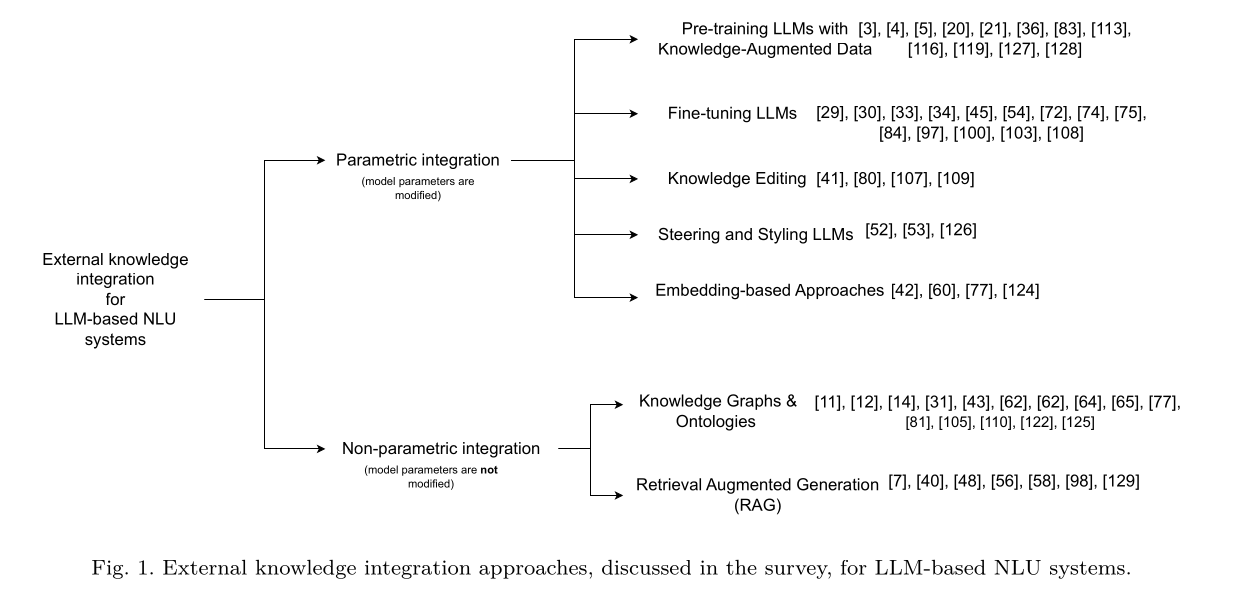 Pre-training LLMs with [3], [4], [5], [20], [21], [36], [83], [113],
Knowledge-Augmented Data [116], [119], [127], [128]
Fine-tuning LLMs [29], [30], [33], [34], [45], [54], [72], [74], [75],
[84], [97], [100], [103], [108]
Parametric integration
(model parameters are
modified)
Knowledge Editing [41], [80], [107], [109]
Steering and Styling LLMs [52], [53], [126]
Embedding-based Approaches [42], [60], [77], [124]
External knowledge
integration
for
LLM-based NLU
systems
Knowledge Graphs & [11], [12], [14], [31], [43], [62], [62], [64], [65], [77],
Ontologies [81], [105], [110], [122], [125]
Non-parametric integration
(model parameters are not
modified)
Retrieval Augmented Generation [7], [40], [48], [56], [58], [98], [129]
(RAG)
Fig. 1. External knowledge integration approaches, discussed in the survey, for LLM-based NLU systems.